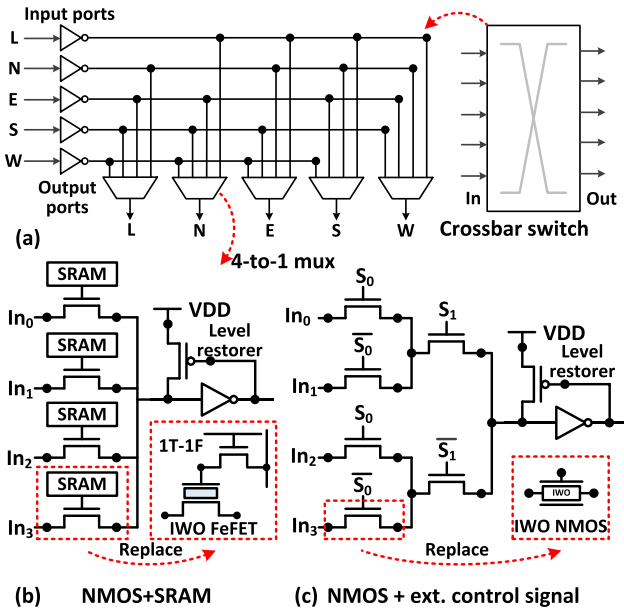 Input ports
L
N
E
S
W
Output
ports
L N E S W
In Out
Crossbar switch
(a)
4-to-1 mux
SRAM
In0
SRAM
In1
SRAM
In2
SRAM
In3
VDD
Level
restorer
1T-1F
IWO FeFET
Replace
(b) NMOS+SRAM
S0
In0
S0
In1
S1
S0
In2
S0
In3
S1
VDD
Level
restorer
IWO
IWO NMOS
Replace
(c) NMOS + ext. control signal